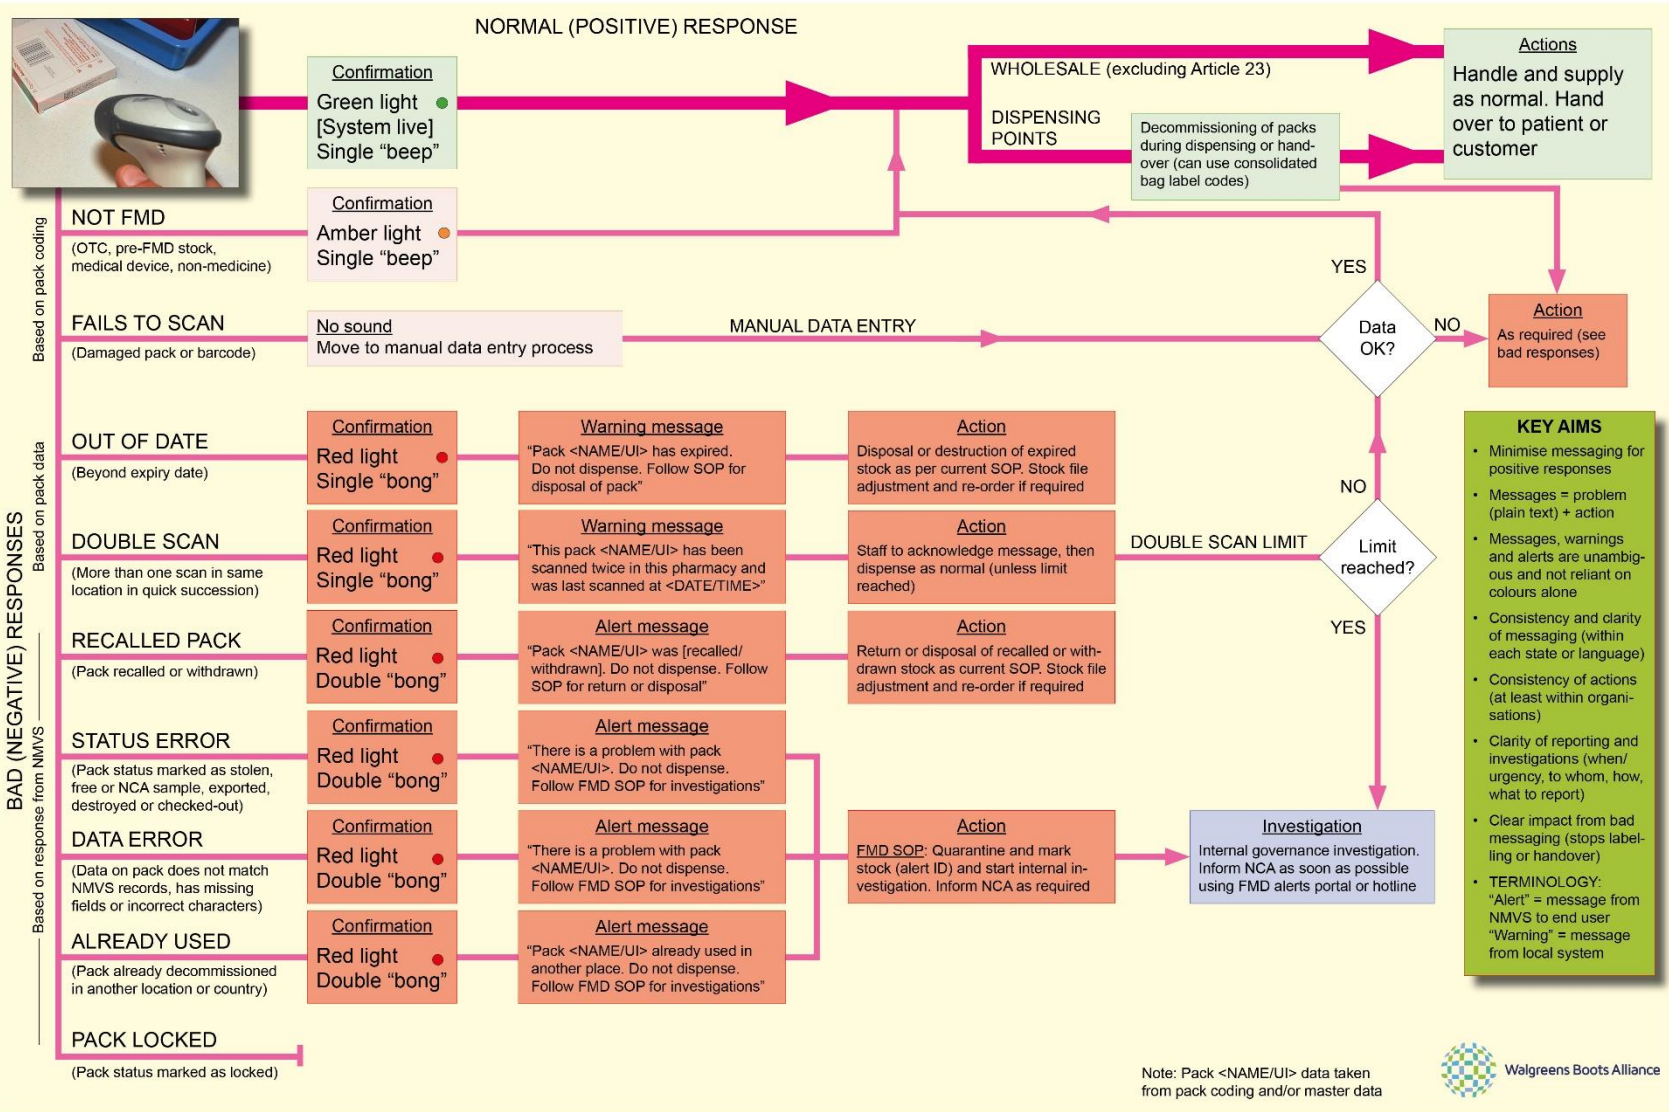 NORMAL (POSITIVE) RESPONSE
Confirmation
Green light
[System live]
Single “beep”
WHOLESALE (excluding Article 23)
DISPENSING
POINTS
Decommissioning of packs
during dispensing or hand-
over (can use consolidated
bag label codes)
Actions
Handle and supply
as normal. Hand
over to patient or
customer
BAD (NEGATIVE) RESPONSES
Based on pack coding
NOT FMD
(OTC, pre-FMD stock,
medical device, non-medicine)
Confirmation
Amber light
Single “beep”
FAILS TO SCAN
(Damaged pack or barcode)
No sound
Move to manual data entry process
MANUAL DATA ENTRY
YES
Data
OK?
NO
Action
As required (see
bad responses)
Based on pack data
OUT OF DATE
(Beyond expiry date)
Confirmation
Red light
Single “bong”
Warning message
“Pack <NAME/UI> has expired.
Do not dispense. Follow SOP for
disposal of pack”
Action
Disposal or destruction of expired
stock as per current SOP. Stock file
adjustment and re-order if required
NO
DOUBLE SCAN
(More than one scan in same
location in quick succession)
Confirmation
Red light
Single “bong”
Warning message
“This pack <NAME/UI> has been
scanned twice in this pharmacy and
was last scanned at <DATE/TIME>”
Action
Staff to acknowledge message, then
dispense as normal (unless limit
reached)
DOUBLE SCAN LIMIT
Limit
reached?
YES
Based on response from NMVS
RECALLED PACK
(Pack recalled or withdrawn)
Confirmation
Red light
Double “bong”
Alert message
“Pack <NAME/UI> was [recalled/
withdrawn]. Do not dispense. Follow
SOP for return or disposal”
Action
Return or disposal of recalled or with-
drawn stock as current SOP. Stock file
adjustment and re-order if required
STATUS ERROR
(Pack status marked as stolen,
free or NCA sample, exported,
destroyed or checked-out)
Confirmation
Red light
Double “bong”
Alert message
“There is a problem with pack
<NAME/UI>. Do not dispense.
Follow FMD SOP for investigations”
DATA ERROR
(Data on pack does not match
NMVS records, has missing
fields or incorrect characters)
Confirmation
Red light
Double “bong”
Alert message
“There is a problem with pack
<NAME/UI>. Do not dispense.
Follow FMD SOP for investigations”
Action
FMD SOP: Quarantine and mark
stock (alert ID) and start internal in-
vestigation. Inform NCA as required
Investigation
Internal governance investigation.
Inform NCA as soon as possible
using FMD alerts portal or hotline
ALREADY USED
(Pack already decommissioned
in another location or country)
Confirmation
Red light
Double “bong”
Alert message
“Pack <NAME/UI> already used in
another place. Do not dispense.
Follow FMD SOP for investigations”
PACK LOCKED
(Pack status marked as locked)
KEY AIMS
• Minimise messaging for
positive responses
• Messages = problem
(plain text) + action
• Messages, warnings
and alerts are unambig-
ous and not reliant on
colours alone
• Consistency and clarity
of messaging (within
each state or language)
• Consistency of actions
(at least within organi-
sations)
• Clarity of reporting and
investigations (when/
urgency, to whom, how,
what to report)
• Clear impact from bad
messaging (stops label-
ling or handover)
• TERMINOLOGY:
“Alert” = message from
NMVS to end user
“Warning” = message
from local system
Note: Pack <NAME/UI> data taken
from pack coding and/or master data
Walgreens Boots Alliance